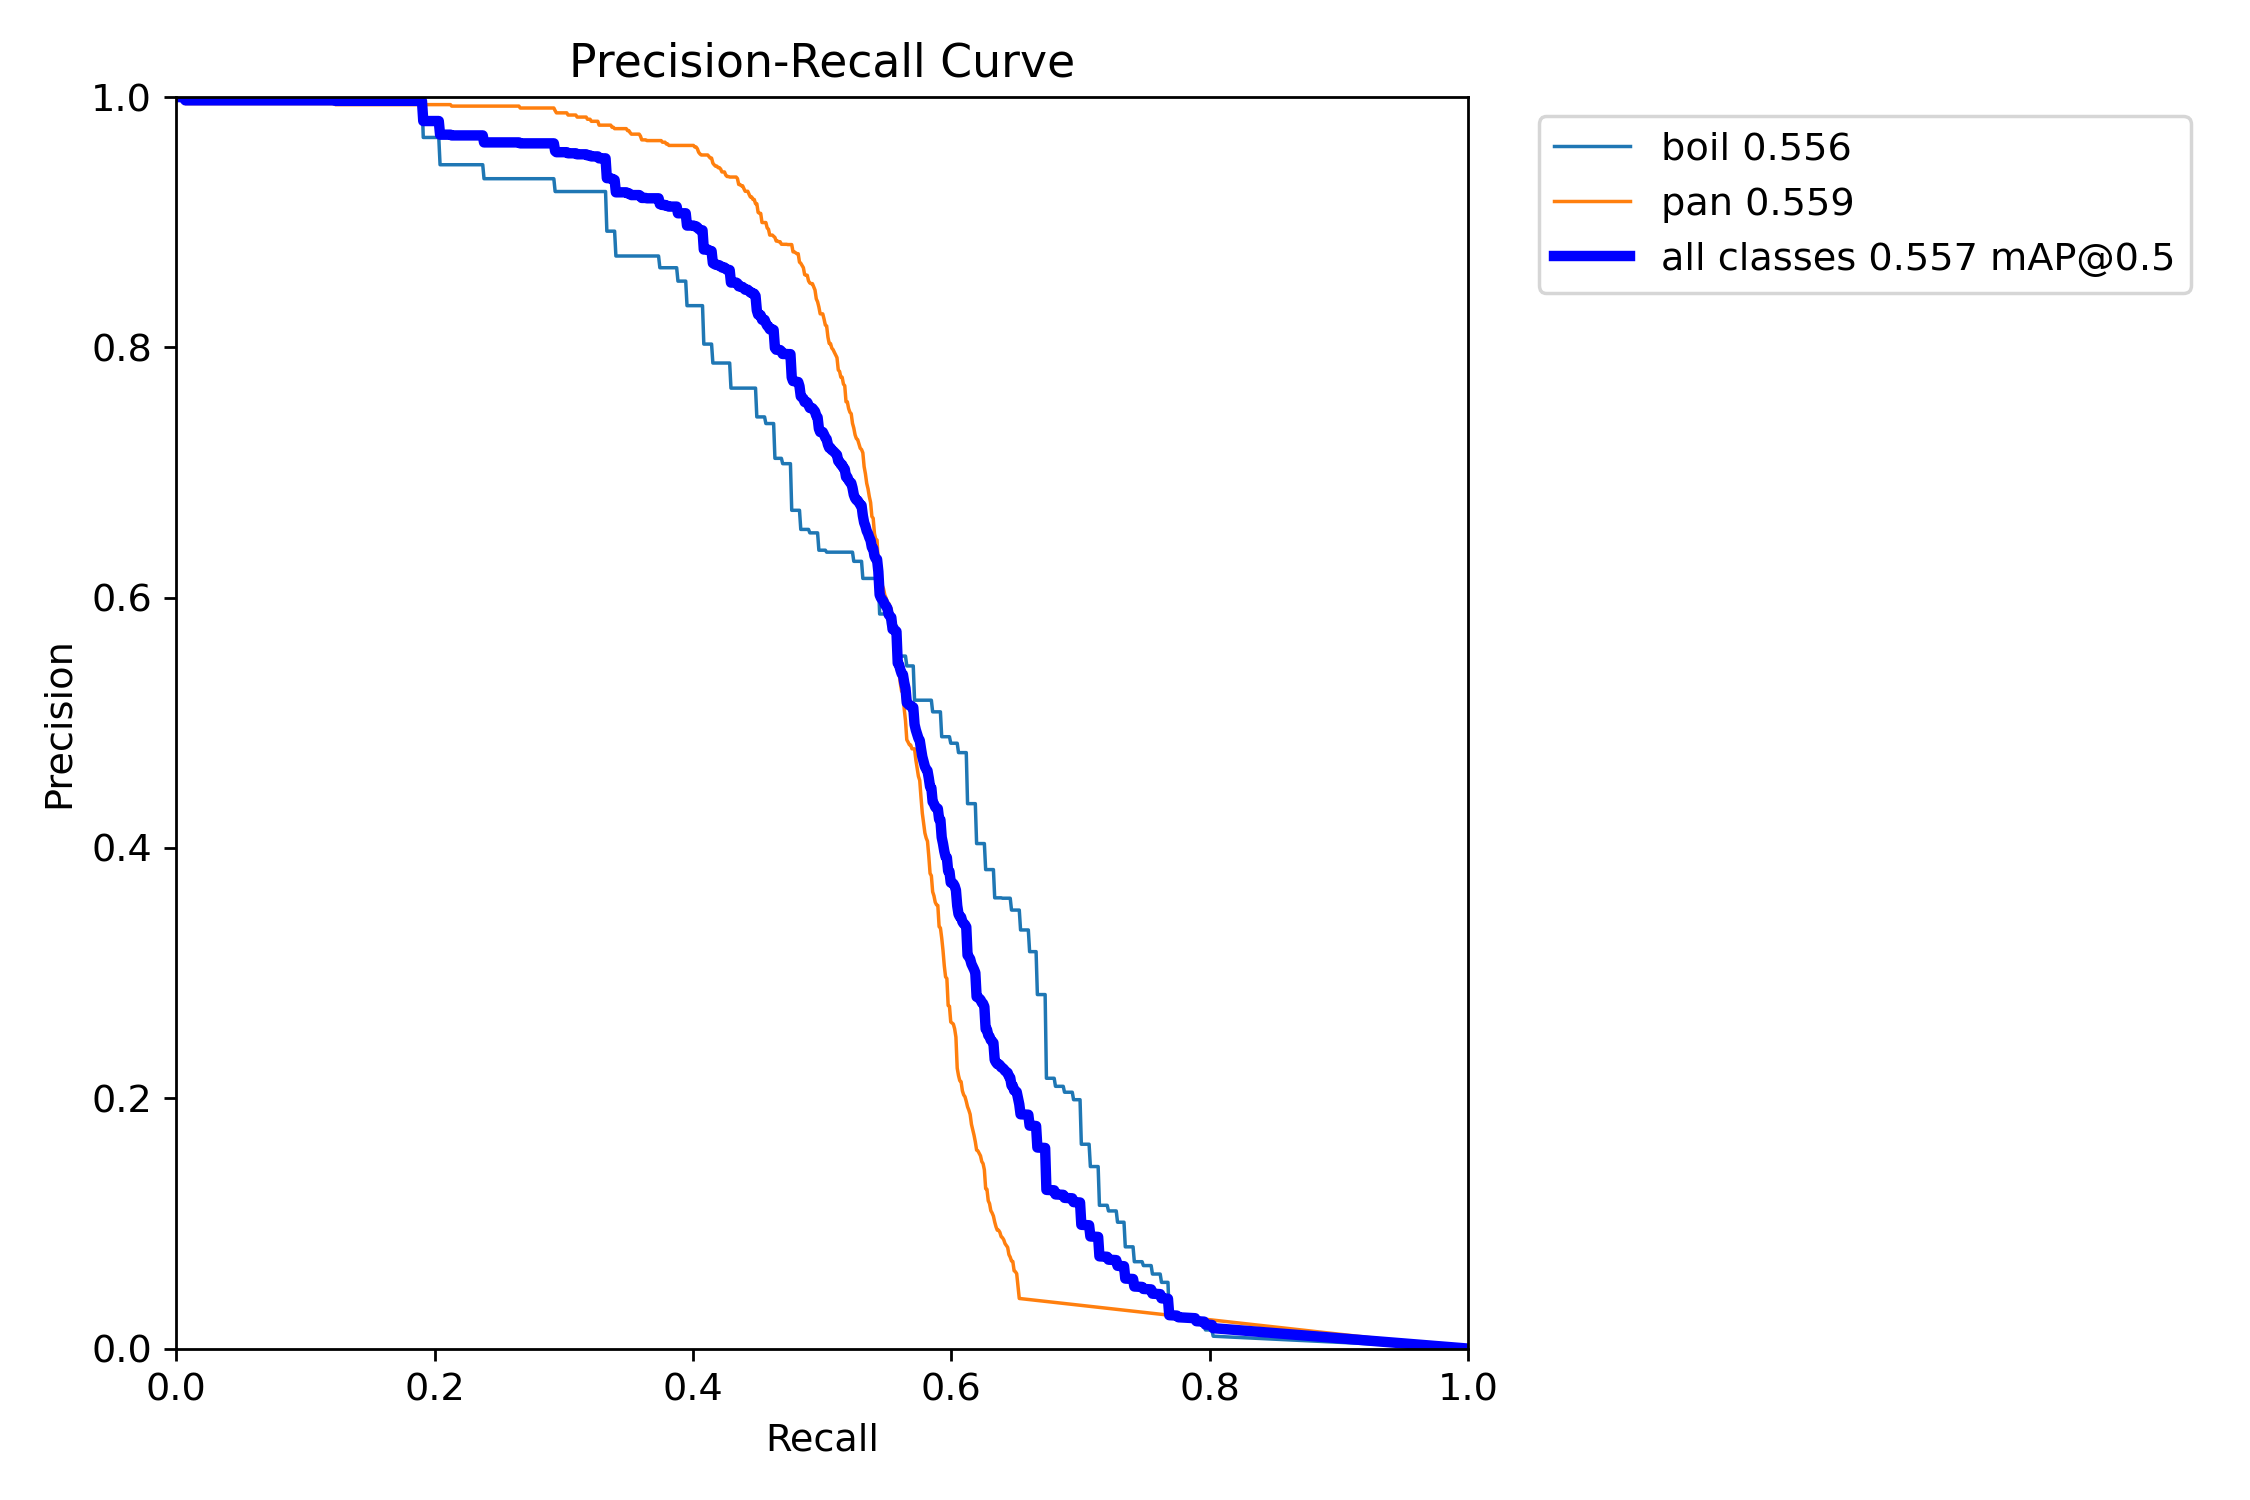 Precision-Recall Curve
1.0
0.8
0.6
0.4
0.2
0.0
Precision
0.0 0.2 0.4 0.6 0.8 1.0
Recall
boil 0.556
pan 0.559
all classes 0.557 mAP@0.5